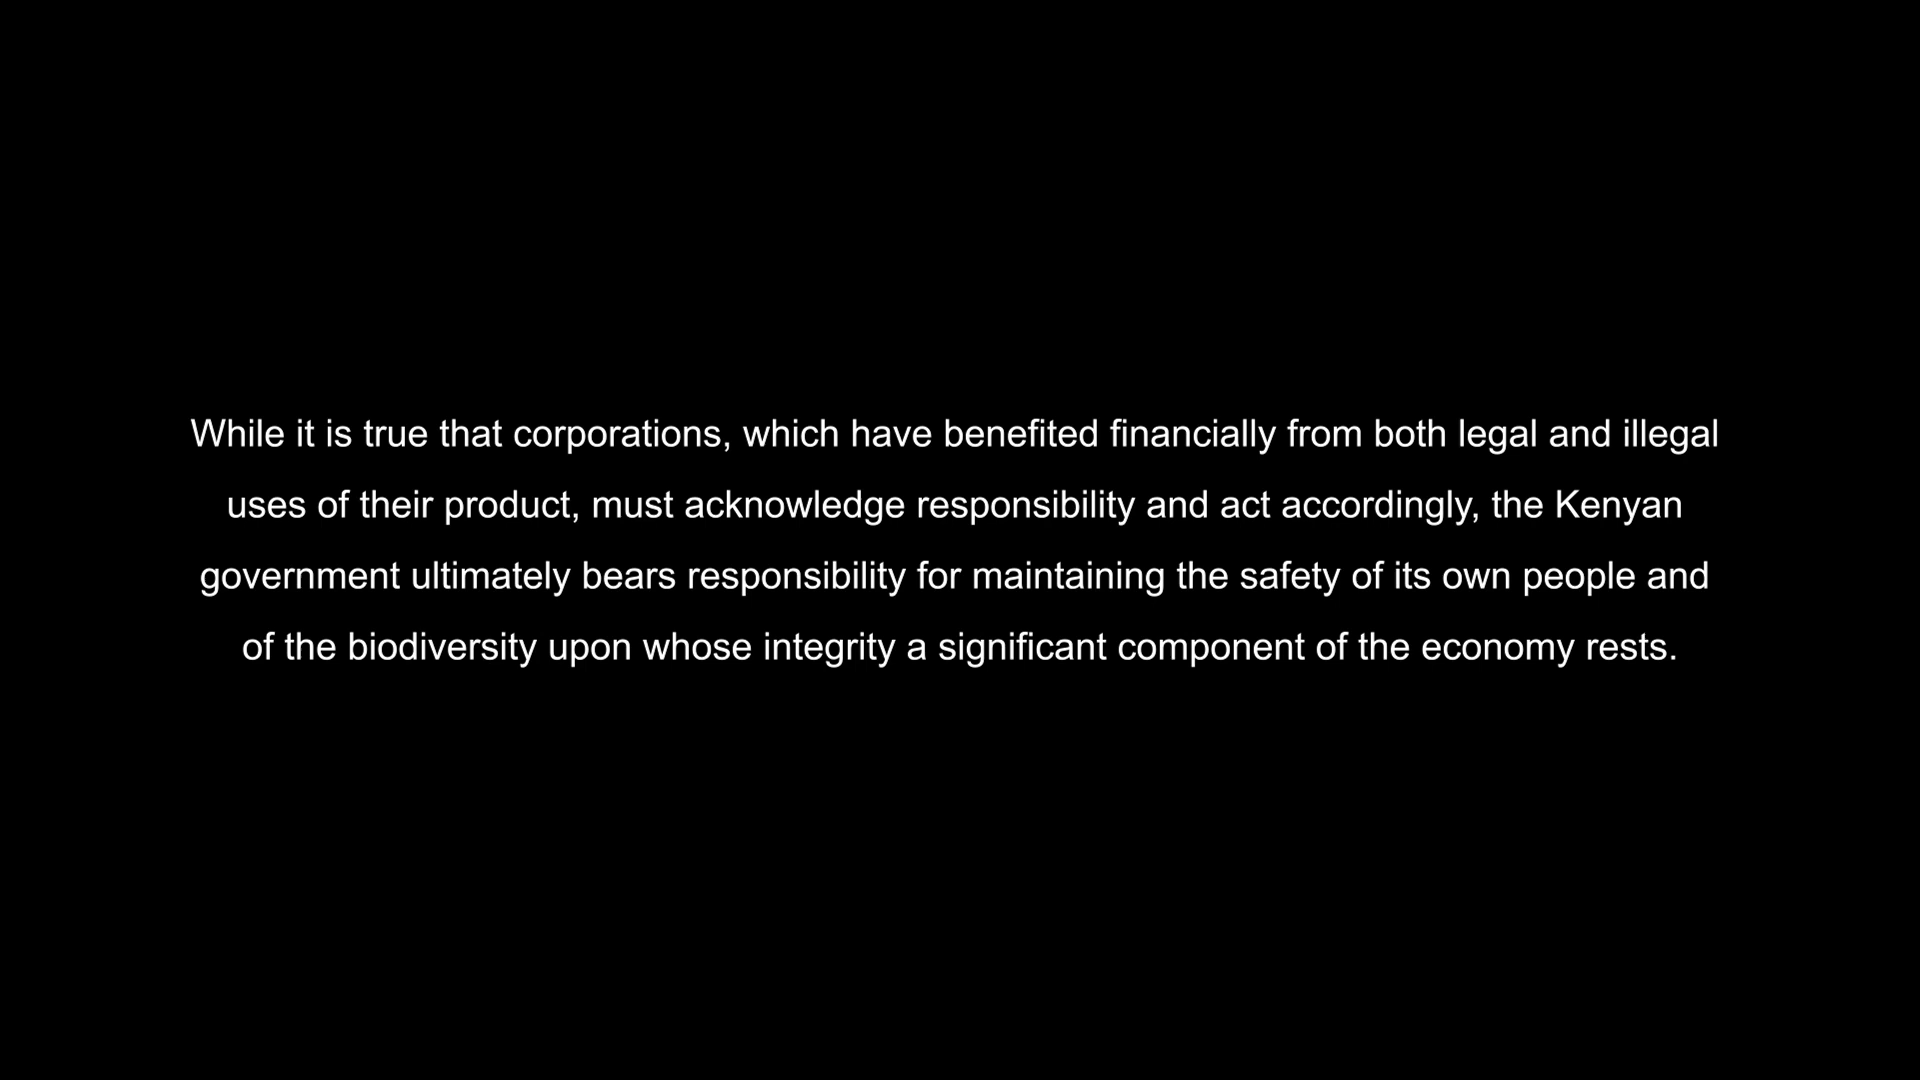 While it is true that corporations, which have benefited financially from both legal and illegal
uses of their product, must acknowledge responsibility and act accordingly, the Kenyan
government ultimately bears responsibility for maintaining the safety of its own people and
of the biodiversity upon whose integrity a significant component of the economy rests.